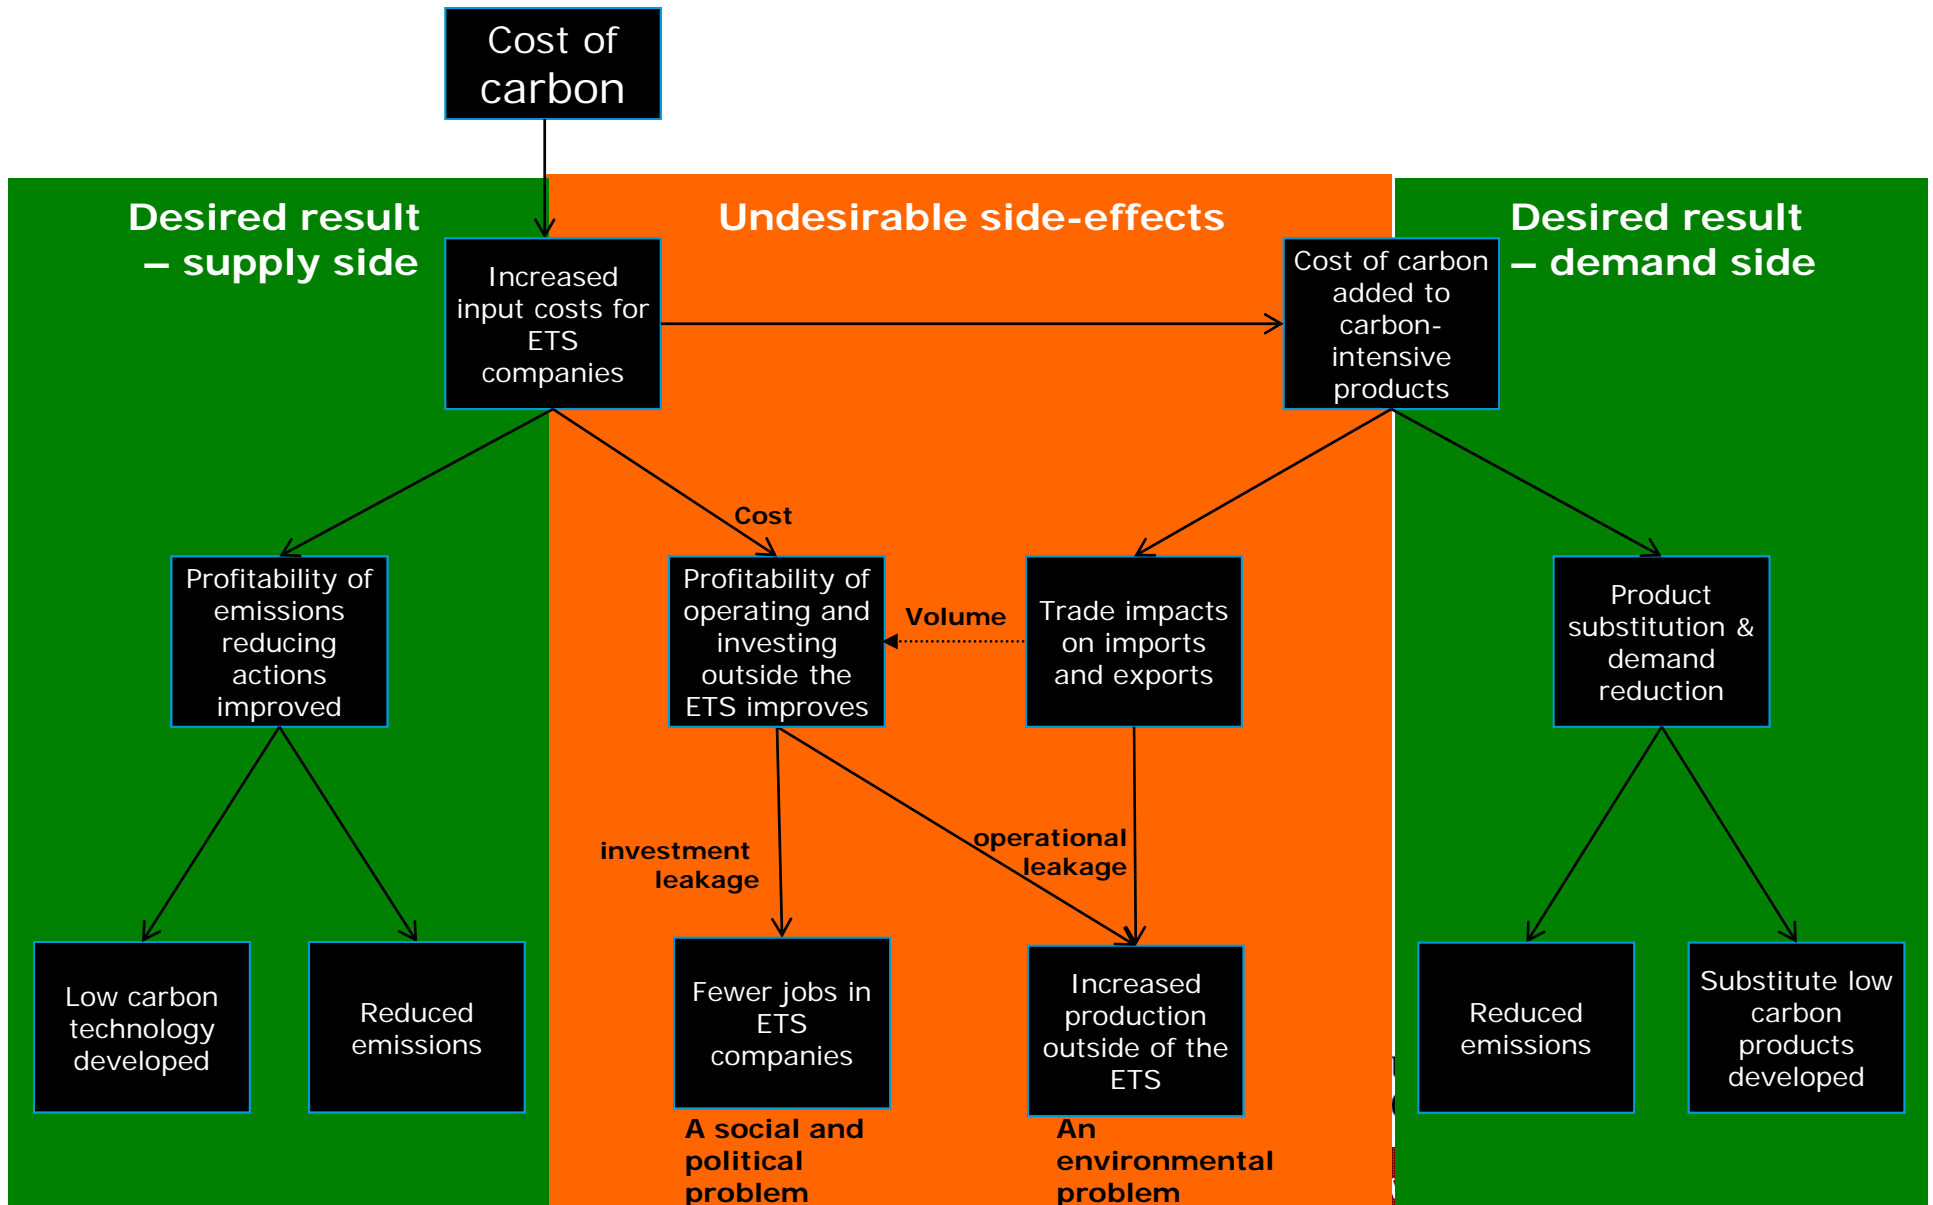 Cost of
carbon
Desired result
– supply side
Undesirable side-effects
Desired result
– demand side
Increased
input costs for
ETS
companies
Cost of carbon
added to
carbon-
intensive
products
Cost
Profitability of
emissions
reducing
actions
improved
Profitability of
operating and
investing
outside the
ETS improves
Volume
Trade impacts
on imports
and exports
Product
substitution &
demand
reduction
investment
leakage
operational
leakage
Low carbon
technology
developed
Reduced
emissions
Fewer jobs in
ETS
companies
Increased
production
outside of the
ETS
Reduced
emissions
Substitute low
carbon
products
developed
A social and
political
problem
An
environmental
problem